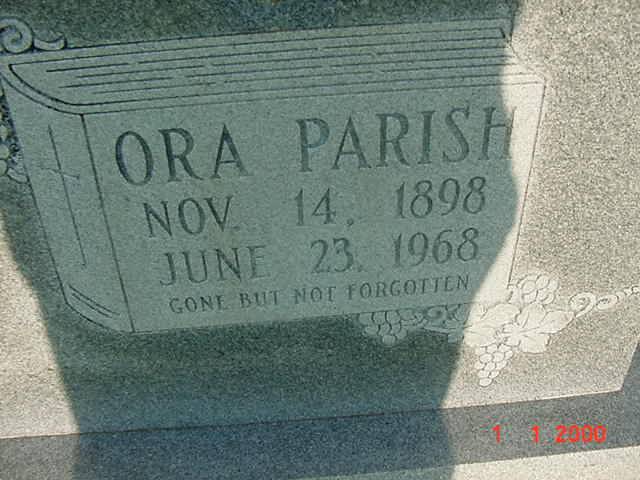 ORA PARISH
NOV. 14, 1898
JUNE 23, 1968
GONE BUT NOT FORGOTTEN
1 1 2000